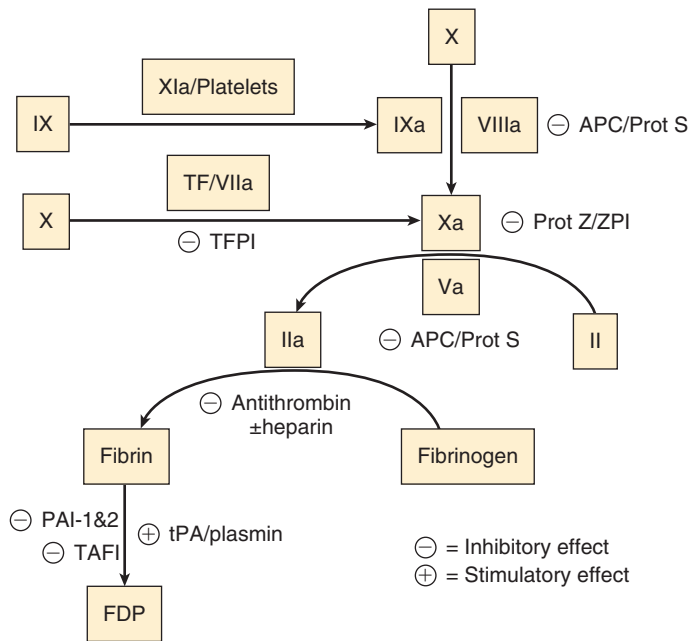 X
XIa/Platelets
IX
IXa
VIIIa
⊖ APC/Prot S
TF/VIIa
X
Xa
⊖ Prot Z/ZPI
⊖ TFPI
Va
IIa
⊖ APC/Prot S
II
⊖ Antithrombin
±heparin
Fibrin
Fibrinogen
⊖ PAI-1&2
⊕ tPA/plasmin
⊖ TAFI
⊖ = Inhibitory effect
⊕ = Stimulatory effect
FDP